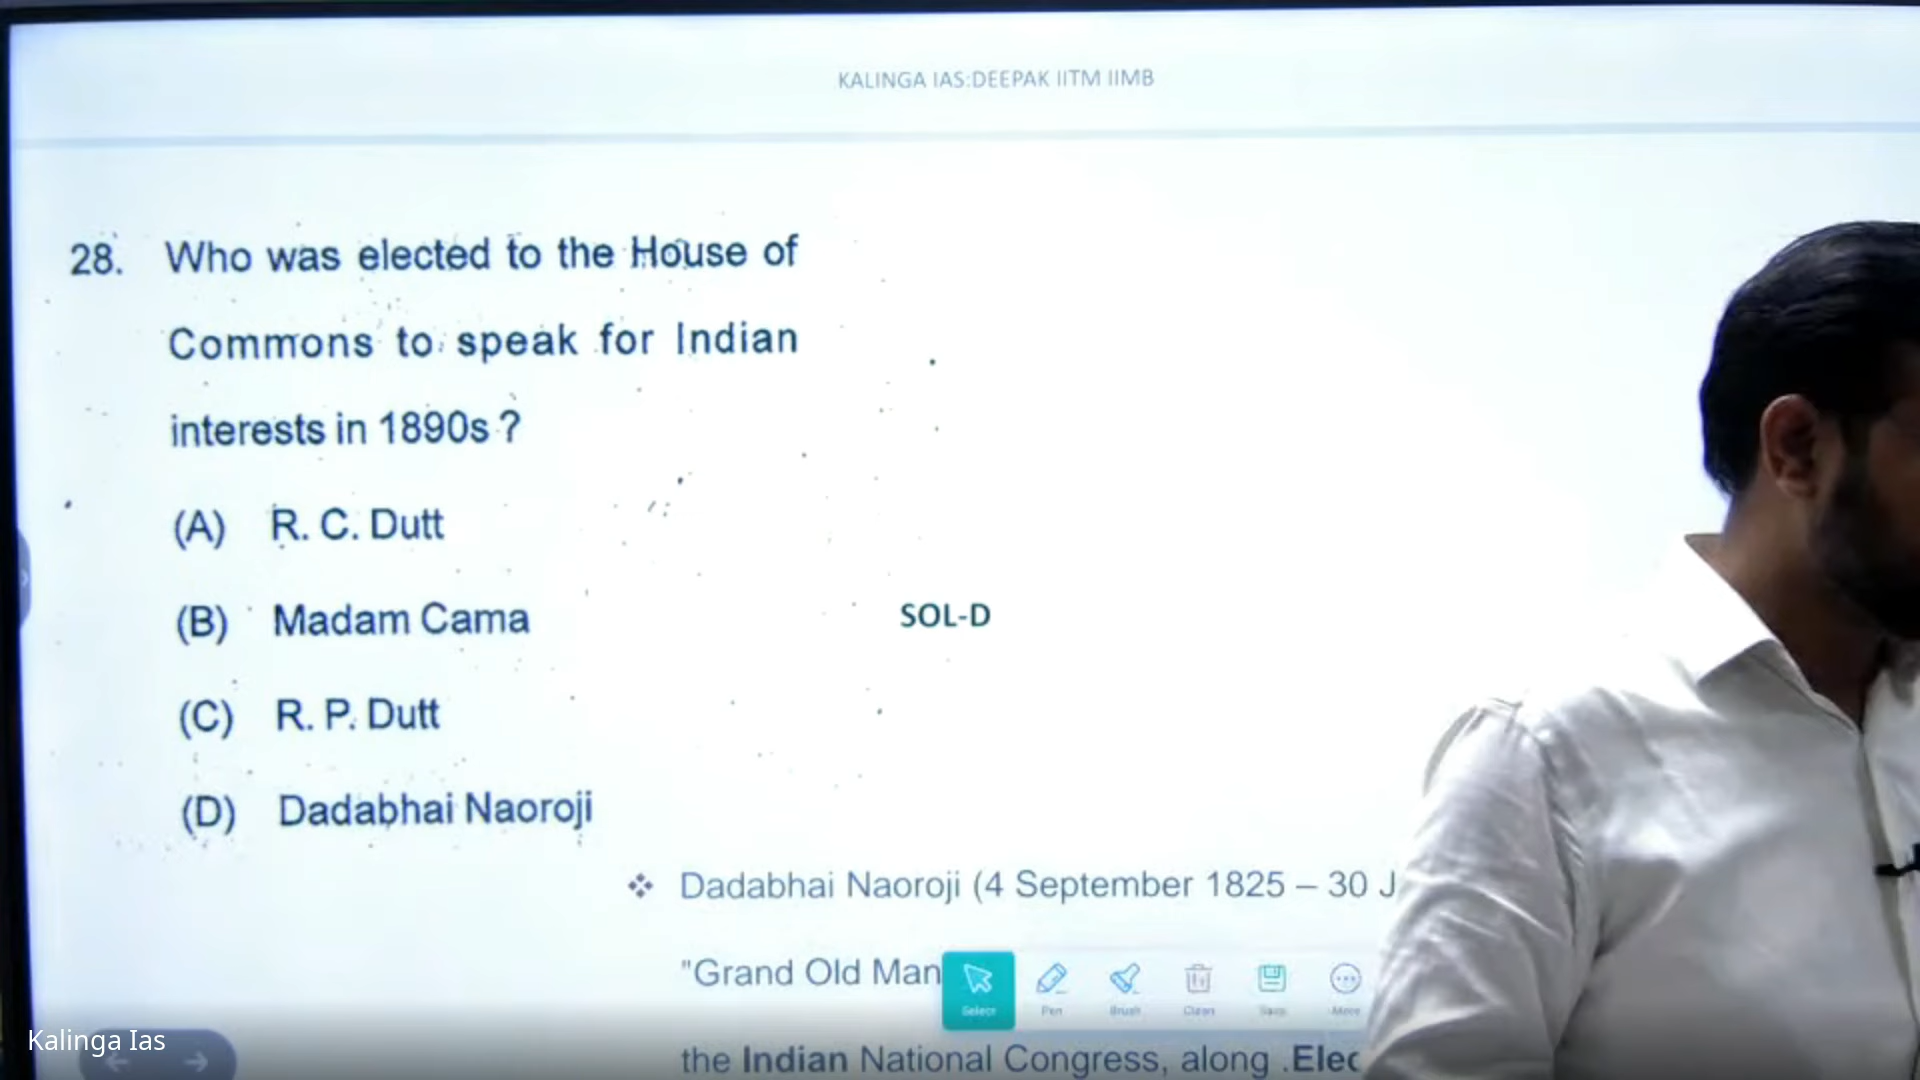 KALINGA IAS:DEEPAK IITM IIMB
28. Who was elected to the House of
Commons to speak for Indian
interests in 1890s ?
(A) R. C. Dutt
(B) Madam Cama
SOL-D
(C) R. P. Dutt
(D) Dadabhai Naoroji
❖ Dadabhai Naoroji (4 September 1825 – 30 J
"Grand Old Man
Select Pen Brush Clean Save More
the Indian National Congress, along .Elec
Kalinga Ias